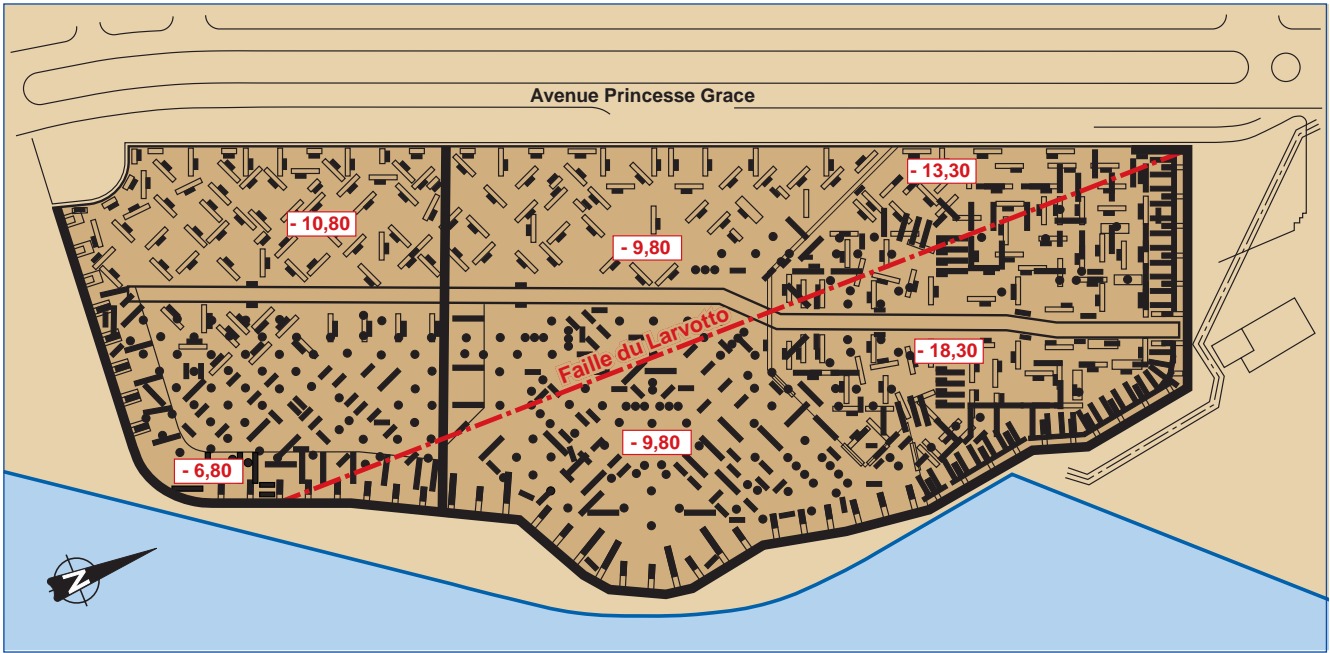 Avenue Princesse Grace
- 13,30
- 10,80
- 9,80
Faille du Larvotto
- 18,30
- 9,80
- 6,80
N